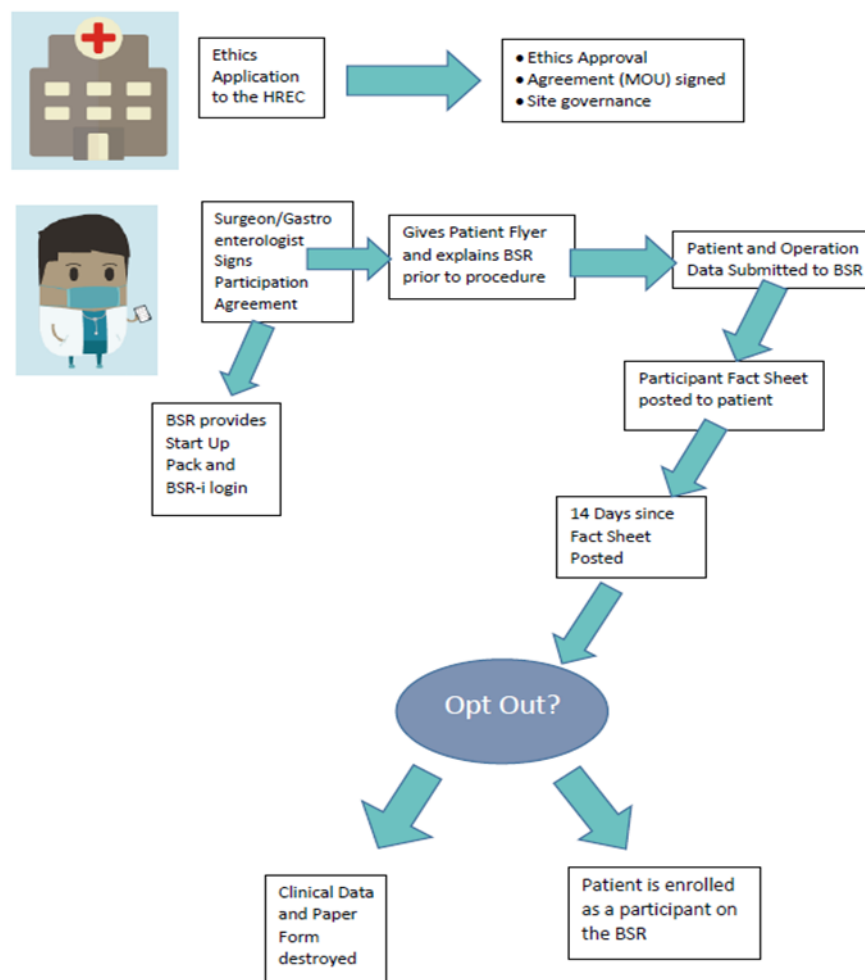 Ethics
Application
to the HREC
• Ethics Approval
• Agreement (MOU) signed
• Site governance
Surgeon/Gastro
enterologist
Signs
Participation
Agreement
Gives Patient Flyer
and explains BSR
prior to procedure
Patient and Operation
Data Submitted to BSR
BSR provides
Start Up
Pack and
BSR-i login
Participant Fact Sheet
posted to patient
14 Days since
Fact Sheet
Posted
Opt Out?
Clinical Data
and Paper
Form
destroyed
Patient is enrolled
as a participant on
the BSR